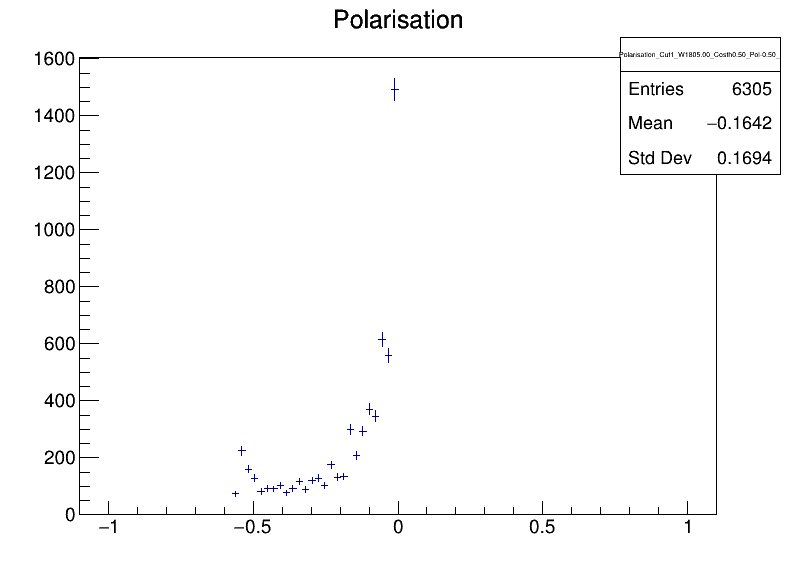 Polarisation
Polarisation_Cut1_W1805.00_Costh0.50_Pol-0.50_
Entries 6305
Mean −0.1642
Std Dev 0.1694
1600
1400
1200
1000
800
600
400
200
0
−1 −0.5 0 0.5 1